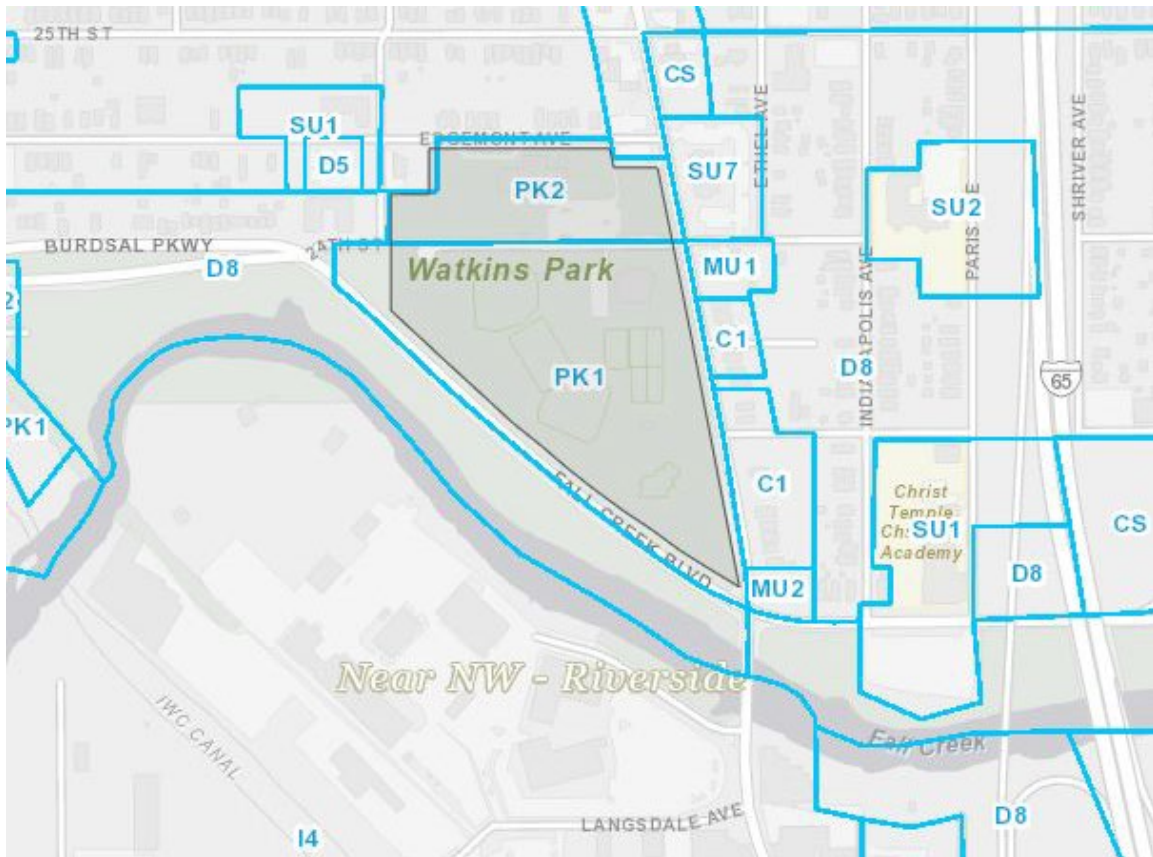 25TH ST
CS
ETHEL AVE
SHRIVER AVE
SU1
EDGEMONT AVE
D5
SU7
PK2
SU2
PARIS AVE
BURDSAL PKWY
24TH ST
D8
Watkins Park
MU1
INDIANAPOLIS AVE
C1
D8
PK1
65
PK1
C1
Christ
Temple
SU1
Academy
CS
FALL CREEK BLVD
D8
MU2
Near NW - Riverside
IWC CANAL
Fall Creek
LANGSDALE AVE
D8
I4